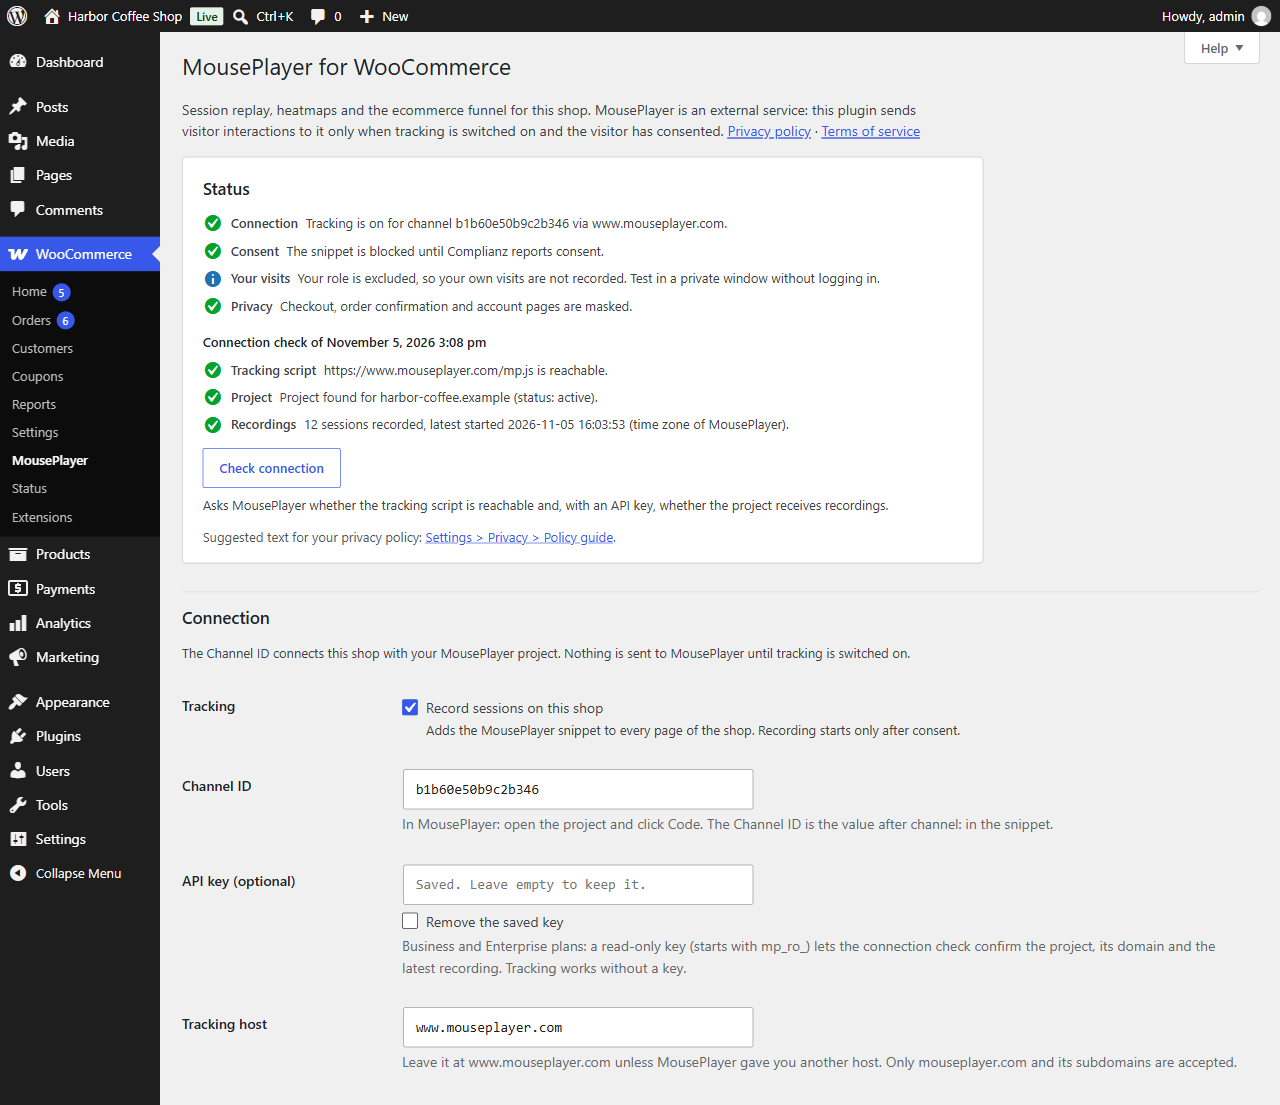 Harbor Coffee Shop Live Ctrl+K 0 New Howdy, admin
Help
Dashboard
Posts
Media
Pages
Comments
WooCommerce
Home 5
Orders 6
Customers
Coupons
Reports
Settings
MousePlayer
Status
Extensions
Products
Payments
Analytics
Marketing
Appearance
Plugins
Users
Tools
Settings
Collapse Menu
MousePlayer for WooCommerce
Session replay, heatmaps and the ecommerce funnel for this shop. MousePlayer is an external service: this plugin sends
visitor interactions to it only when tracking is switched on and the visitor has consented. Privacy policy · Terms of service
Status
Connection Tracking is on for channel b1b60e50b9c2b346 via www.mouseplayer.com.
Consent The snippet is blocked until Complianz reports consent.
Your visits Your role is excluded, so your own visits are not recorded. Test in a private window without logging in.
Privacy Checkout, order confirmation and account pages are masked.
Connection check of November 5, 2026 3:08 pm
Tracking script https://www.mouseplayer.com/mp.js is reachable.
Project Project found for harbor-coffee.example (status: active).
Recordings 12 sessions recorded, latest started 2026-11-05 16:03:53 (time zone of MousePlayer).
Check connection
Asks MousePlayer whether the tracking script is reachable and, with an API key, whether the project receives recordings.
Suggested text for your privacy policy: Settings > Privacy > Policy guide.
Connection
The Channel ID connects this shop with your MousePlayer project. Nothing is sent to MousePlayer until tracking is switched on.
Tracking
Record sessions on this shop
Adds the MousePlayer snippet to every page of the shop. Recording starts only after consent.
Channel ID
b1b60e50b9c2b346
In MousePlayer: open the project and click Code. The Channel ID is the value after channel: in the snippet.
API key (optional)
Saved. Leave empty to keep it.
Remove the saved key
Business and Enterprise plans: a read-only key (starts with mp_ro_) lets the connection check confirm the project, its domain and the
latest recording. Tracking works without a key.
Tracking host
www.mouseplayer.com
Leave it at www.mouseplayer.com unless MousePlayer gave you another host. Only mouseplayer.com and its subdomains are accepted.